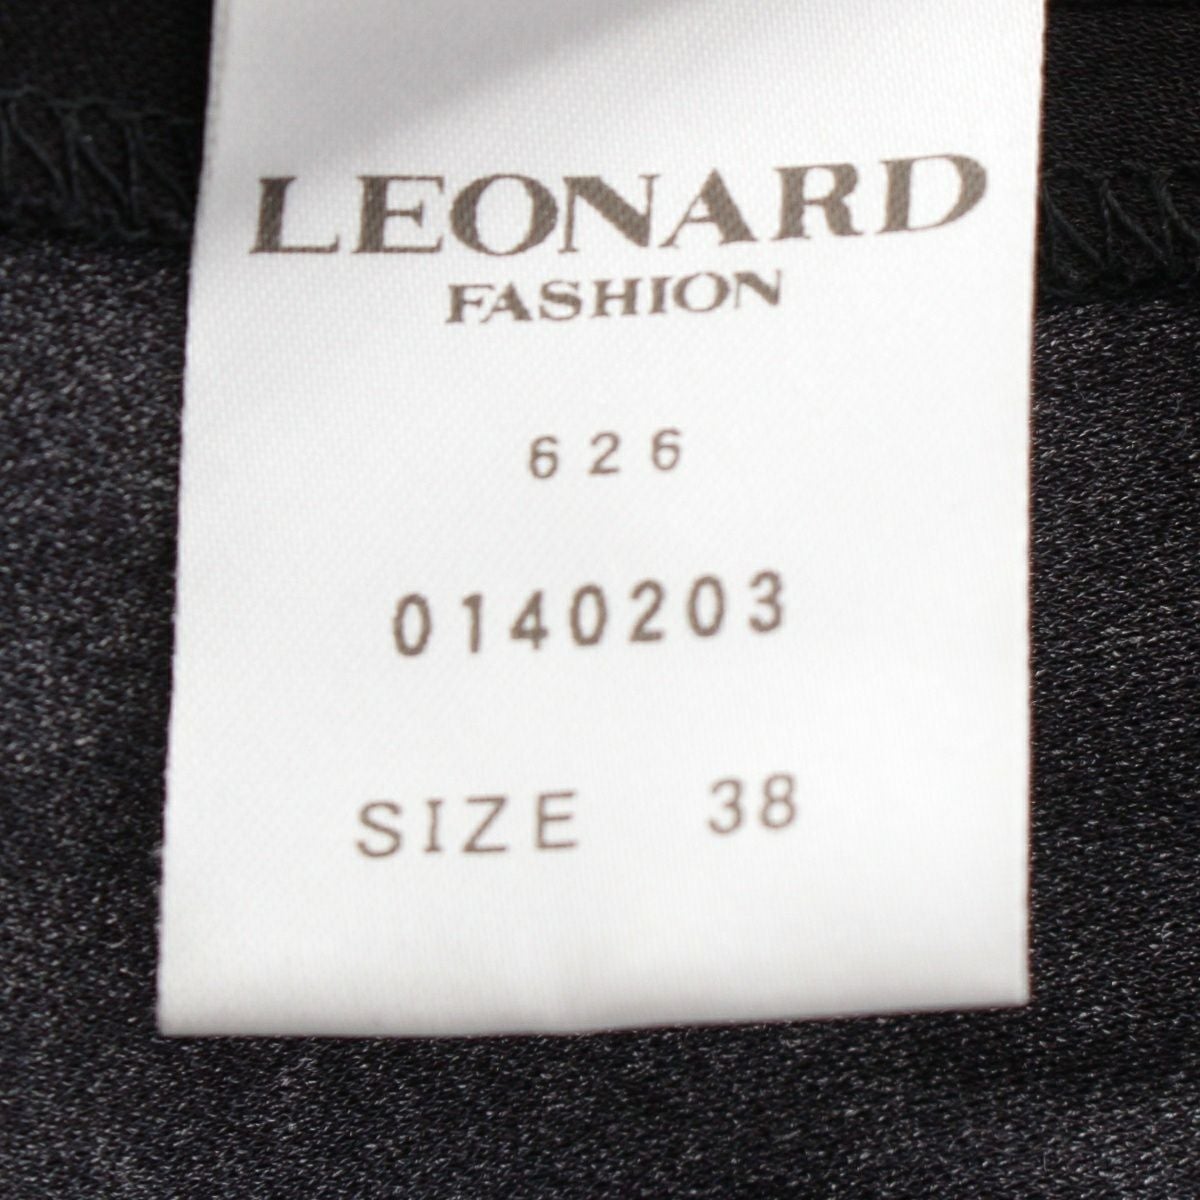 LEONARD
FASHION
626
0140203
SIZE 38